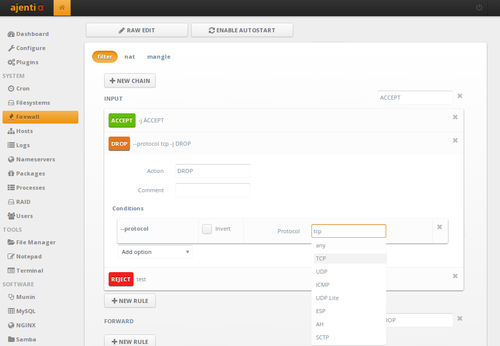 ajenti α
RAW EDIT
ENABLE AUTOSTART
Dashboard
Configure
Plugins
SYSTEM
Cron
Filesystems
Firewall
Hosts
Logs
Nameservers
Packages
Processes
RAID
Users
TOOLS
File Manager
Notepad
Terminal
SOFTWARE
Munin
MySQL
NGINX
Samba
filter nat mangle
+ NEW CHAIN
INPUT ACCEPT
ACCEPT -j ACCEPT
DROP --protocol tcp -j DROP
Action DROP
Comment
Conditions
--protocol Invert Protocol tcp
any
TCP
UDP
ICMP
UDP Lite
ESP
AH
SCTP
Add option
REJECT test
+ NEW RULE
FORWARD DROP
+ NEW RULE